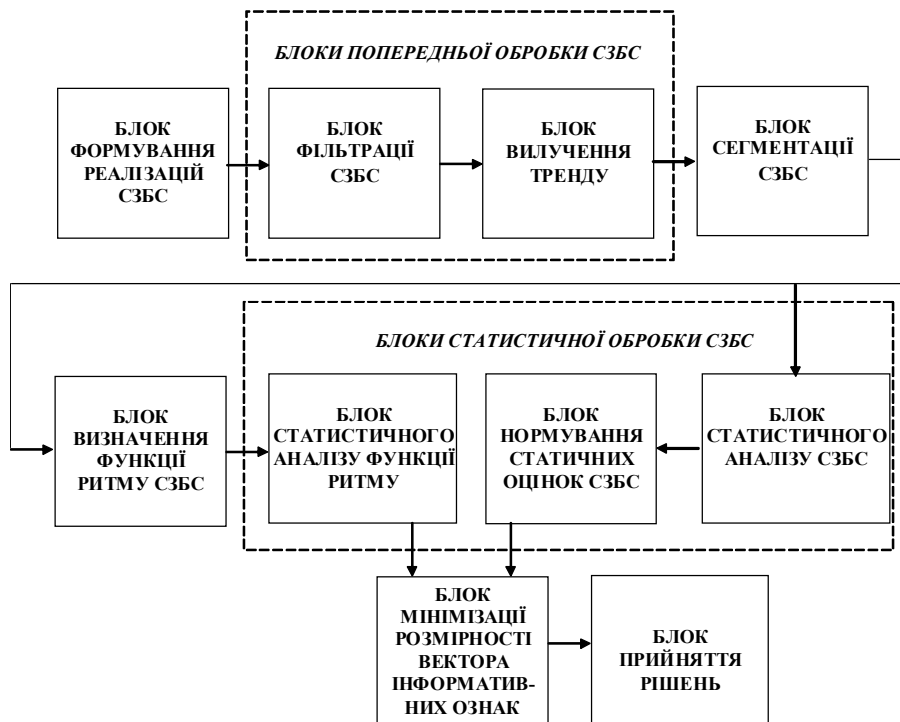 БЛОКИ ПОПЕРЕДНЬОЇ ОБРОБКИ СЗБС
БЛОК
ФОРМУВАННЯ
РЕАЛІЗАЦІЙ
СЗБС
БЛОК
ФІЛЬТРАЦІЇ
СЗБС
БЛОК
ВИЛУЧЕННЯ
ТРЕНДУ
БЛОК
СЕГМЕНТАЦІЇ
СЗБС
БЛОКИ СТАТИСТИЧНОЇ ОБРОБКИ СЗБС
БЛОК
ВИЗНАЧЕННЯ
ФУНКЦІЇ
РИТМУ СЗБС
БЛОК
СТАТИСТИЧНОГО
АНАЛІЗУ ФУНКЦІЇ
РИТМУ
БЛОК
НОРМУВАННЯ
СТАТИЧНИХ
ОЦІНОК СЗБС
БЛОК
СТАТИСТИЧНОГО
АНАЛІЗУ СЗБС
БЛОК
МІНІМІЗАЦІЇ
РОЗМІРНОСТІ
ВЕКТОРА
ІНФОРМАТИВ-
НИХ ОЗНАК
БЛОК
ПРИЙНЯТТЯ
РІШЕНЬ